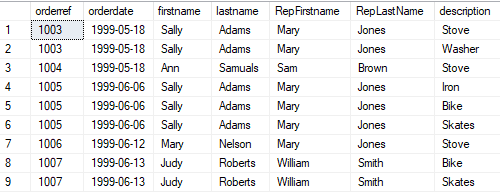 orderref orderdate firstname lastname RepFirstname RepLastName description
1 1003 1999-05-18 Sally Adams Mary Jones Stove
2 1003 1999-05-18 Sally Adams Mary Jones Washer
3 1004 1999-05-18 Ann Samuals Sam Brown Stove
4 1005 1999-06-06 Sally Adams Mary Jones Iron
5 1005 1999-06-06 Sally Adams Mary Jones Bike
6 1005 1999-06-06 Sally Adams Mary Jones Skates
7 1006 1999-06-12 Mary Nelson Mary Jones Stove
8 1007 1999-06-13 Judy Roberts William Smith Bike
9 1007 1999-06-13 Judy Roberts William Smith Skates